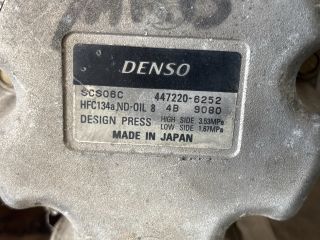 DENSO
SCS06C 447220-6252
HFC134a ND-OIL 8 4B 9080
DESIGN PRESS HIGH SIDE 3.53MPa
LOW SIDE 1.67MPa
MADE IN JAPAN